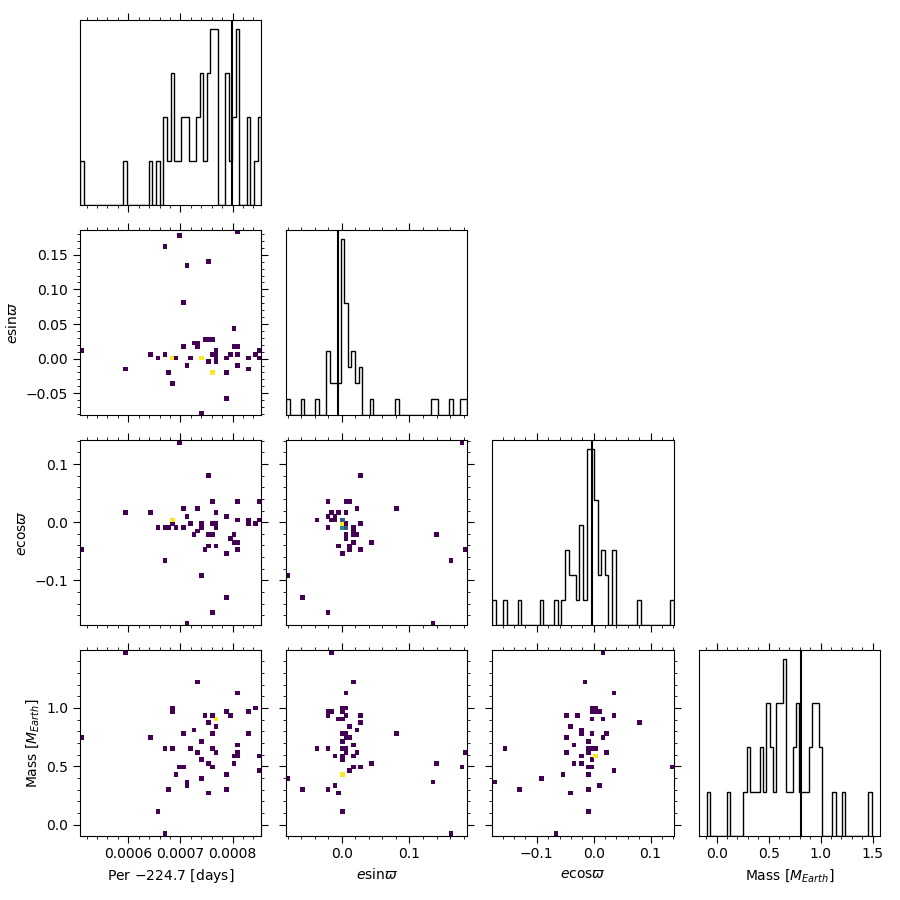 0.15
0.10
0.05
0.00
−0.05
esinϖ
0.1
0.0
−0.1
ecosϖ
1.0
0.5
0.0
Mass [M_Earth]
0.0006 0.0007 0.0008
Per −224.7 [days]
0.0 0.1
esinϖ
−0.1 0.0 0.1
ecosϖ
0.0 0.5 1.0 1.5
Mass [M_Earth]